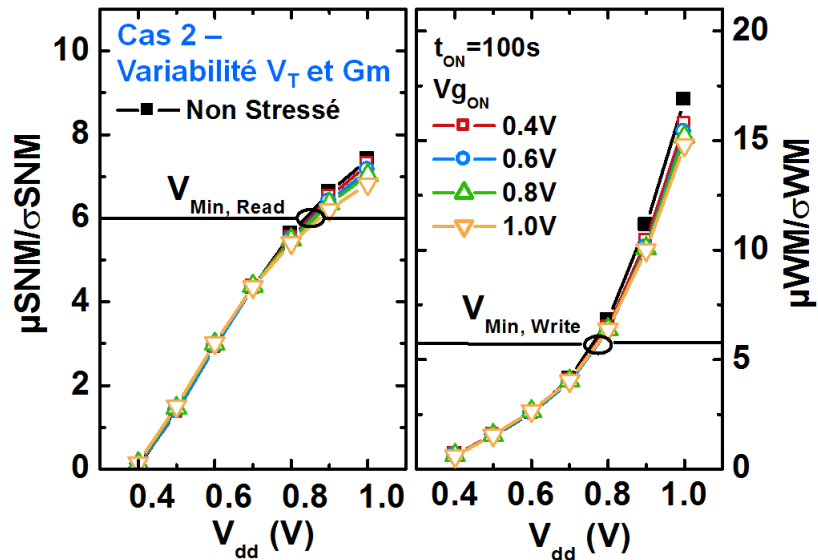 Cas 2 –
Variabilité V_T et Gm
Non Stressé
V_Min, Read
µSNM/σSNM
10
8
6
4
2
0
0.4 0.6 0.8 1.0
V_dd (V)
t_ON=100s
Vg_ON
0.4V
0.6V
0.8V
1.0V
V_Min, Write
20
15
10
5
0
µWM/σWM
0.4 0.6 0.8 1.0
V_dd (V)